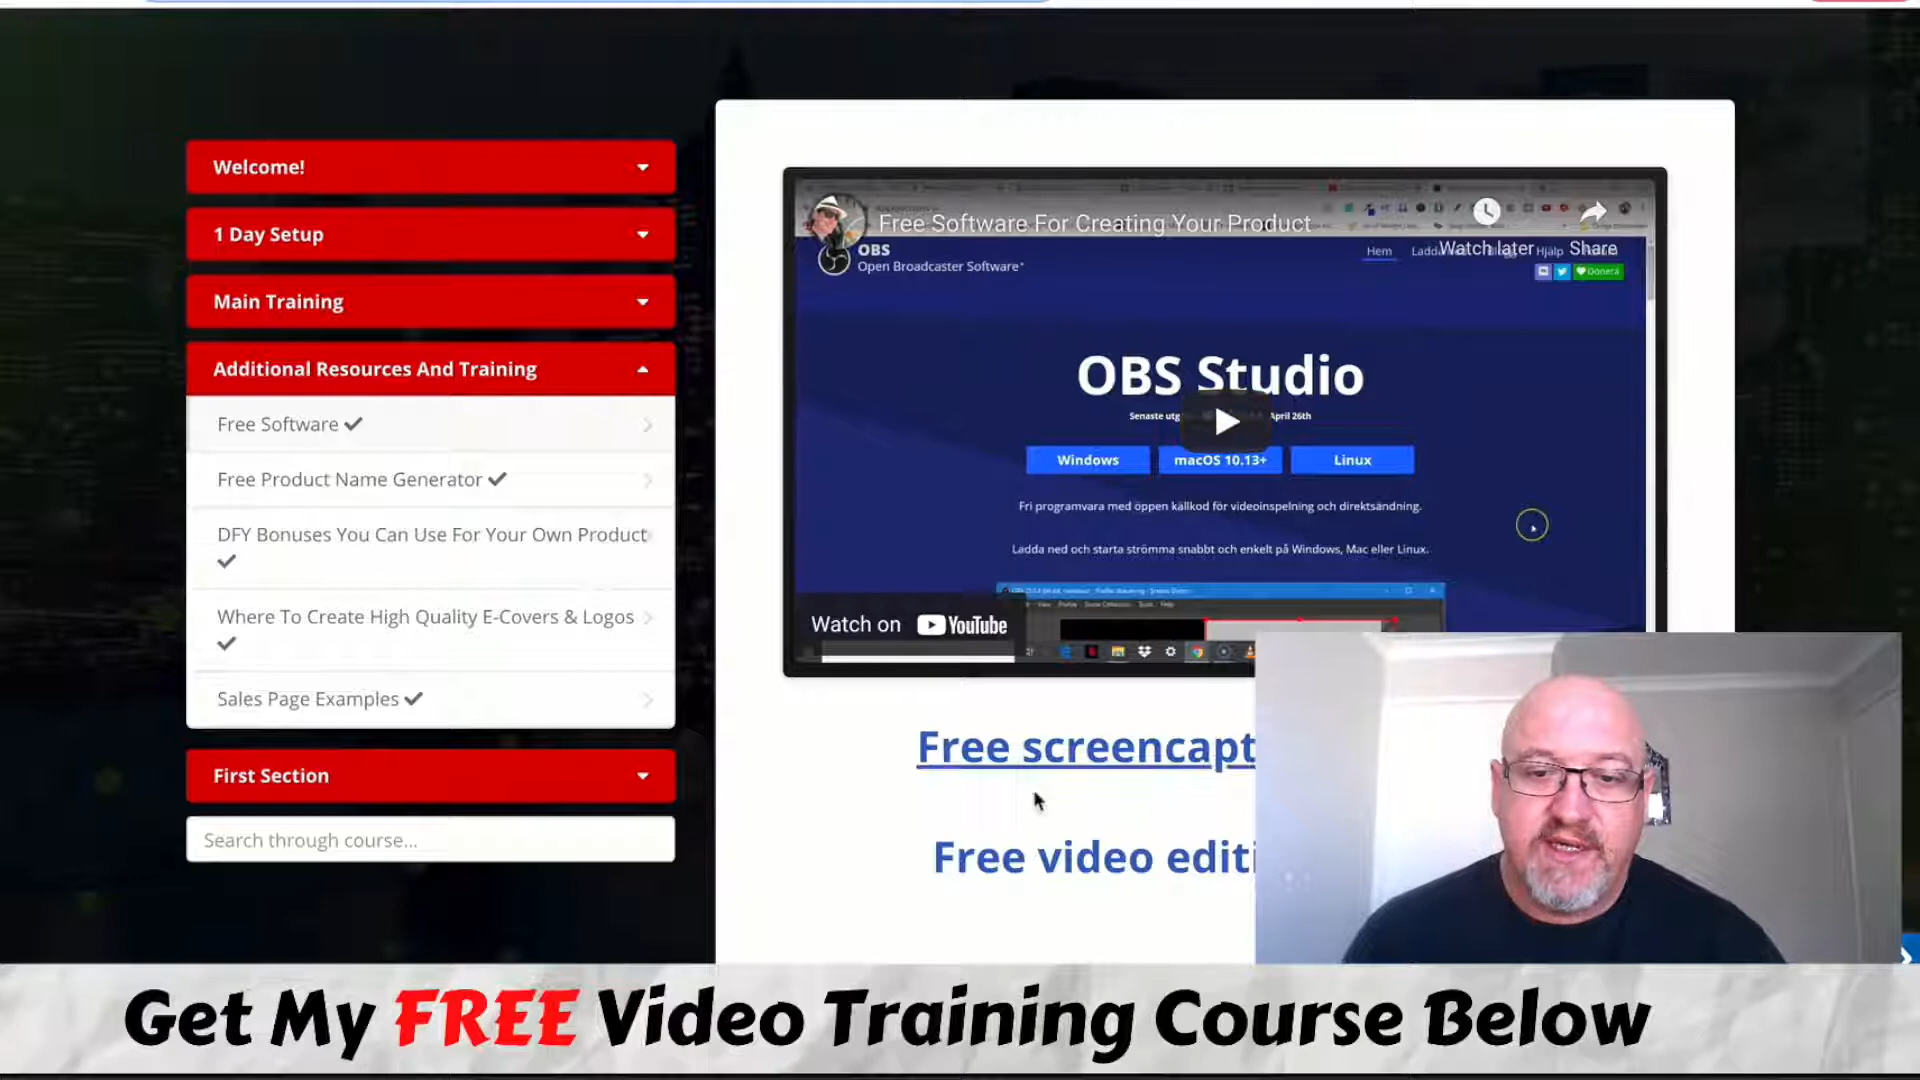 Welcome!
1 Day Setup
Main Training
Additional Resources And Training
Free Software
Free Product Name Generator
DFY Bonuses You Can Use For Your Own Product
Where To Create High Quality E-Covers & Logos
Sales Page Examples
First Section
Search through course...
Free Software For Creating Your Product
Watch later
Share
OBS
Open Broadcaster Software
Hem
Hjälp
Donera
OBS Studio
Senaste
April 26th
Windows
macOS 10.13+
Linux
Fri programvara med öppen källkod för videoinspelning och direktsändning.
Ladda ned och starta strömma snabbt och enkelt på Windows, Mac eller Linux.
Watch on YouTube
Free screencapt
Free video editi
Get My FREE Video Training Course Below